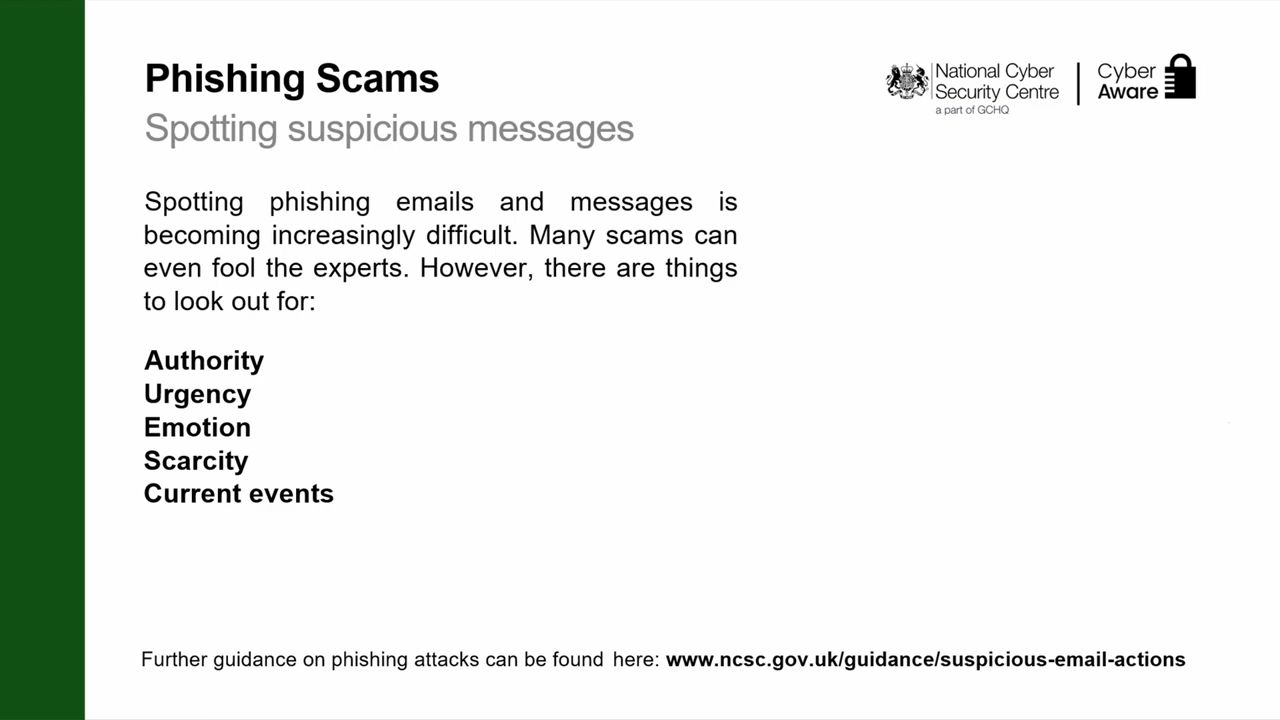 Phishing Scams
Spotting suspicious messages
National Cyber
Security Centre
a part of GCHQ
Cyber
Aware
Spotting phishing emails and messages is
becoming increasingly difficult. Many scams can
even fool the experts. However, there are things
to look out for:
Authority
Urgency
Emotion
Scarcity
Current events
Further guidance on phishing attacks can be found here: www.ncsc.gov.uk/guidance/suspicious-email-actions